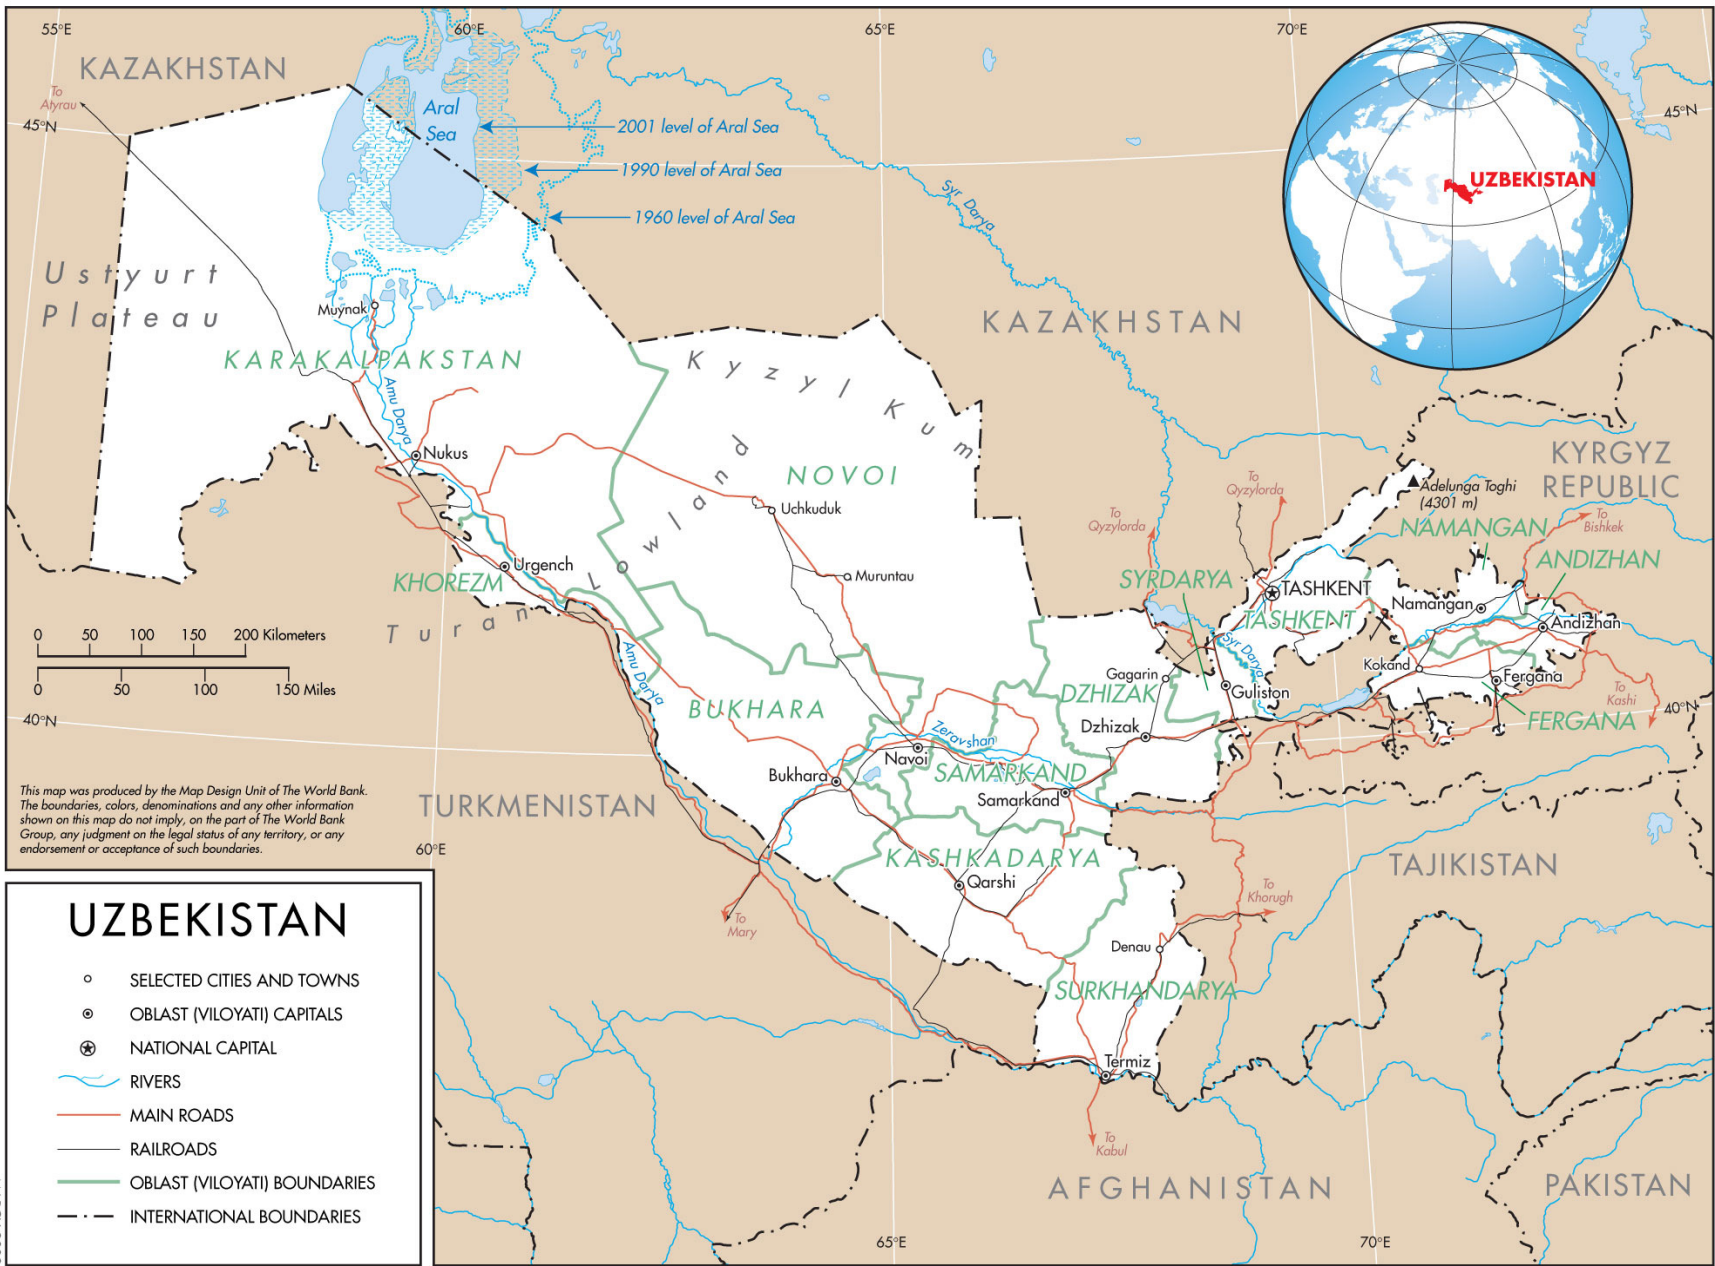 55°E
60°E
65°E
70°E
KAZAKHSTAN
To
Atyrau
45°N
45°N
Aral
Sea
2001 level of Aral Sea
1990 level of Aral Sea
1960 level of Aral Sea
Syr Darya
UZBEKISTAN
Ustyurt
Plateau
Muynak
KARAKALPAKSTAN
Amu Darya
KAZAKHSTAN
Kyzyl Kum
Nukus
NOVOI
Uchkuduk
Muruntau
KYRGYZ
REPUBLIC
Adelunga Toghi
(4301 m)
To
Qyzylorda
To
Qyzylorda
To
Bishkek
NAMANGAN
ANDIZHAN
SYRDARYA
TASHKENT
TASHKENT
Namangan
Andizhan
Urgench
KHOREZM
Turan Lowland
Kokand
Fergana
FERGANA
To
Kashi
Syr Darya
Gagarin
DZHIZAK
Guliston
Dzhizak
0 50 100 150 200 Kilometers
0 50 100 150 Miles
Amu Darya
40°N
40°N
BUKHARA
Zeravshan
Navoi
Bukhara
SAMARKAND
Samarkand
This map was produced by the Map Design Unit of The World Bank.
The boundaries, colors, denominations and any other information
shown on this map do not imply, on the part of The World Bank
Group, any judgment on the legal status of any territory, or any
endorsement or acceptance of such boundaries.
TURKMENISTAN
60°E
KASHKADARYA
Qarshi
TAJIKISTAN
To
Khorugh
To
Mary
Denau
SURKHANDARYA
Termiz
To
Kabul
AFGHANISTAN
PAKISTAN
65°E
70°E
UZBEKISTAN
SELECTED CITIES AND TOWNS
OBLAST (VILOYATI) CAPITALS
NATIONAL CAPITAL
RIVERS
MAIN ROADS
RAILROADS
OBLAST (VILOYATI) BOUNDARIES
INTERNATIONAL BOUNDARIES